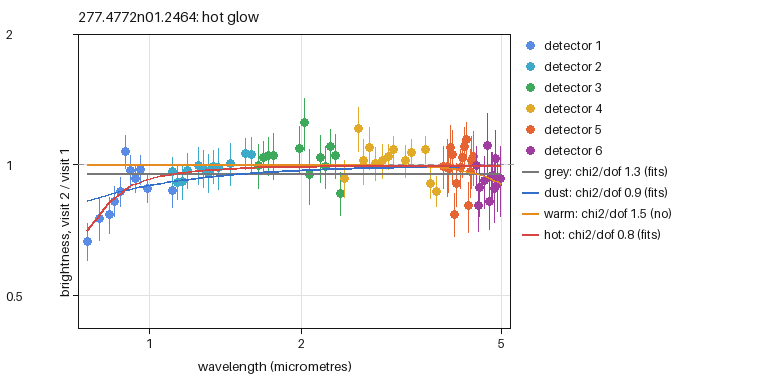 277.4772n01.2464: hot glow
2
1
0.5
brightness, visit 2 / visit 1
1
2
5
wavelength (micrometres)
detector 1
detector 2
detector 3
detector 4
detector 5
detector 6
grey: chi2/dof 1.3 (fits)
dust: chi2/dof 0.9 (fits)
warm: chi2/dof 1.5 (no)
hot: chi2/dof 0.8 (fits)